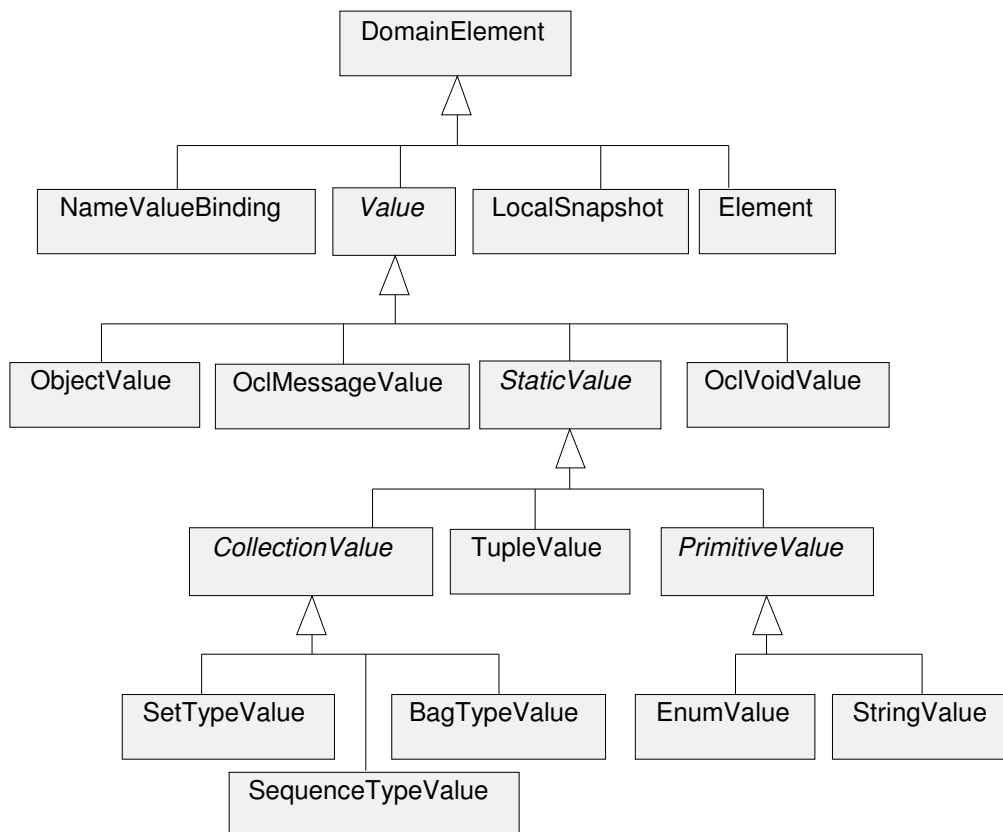 DomainElement
NameValueBinding
Value
LocalSnapshot
Element
ObjectValue
OclMessageValue
StaticValue
OclVoidValue
CollectionValue
TupleValue
PrimitiveValue
SetTypeValue
BagTypeValue
EnumValue
StringValue
SequenceTypeValue